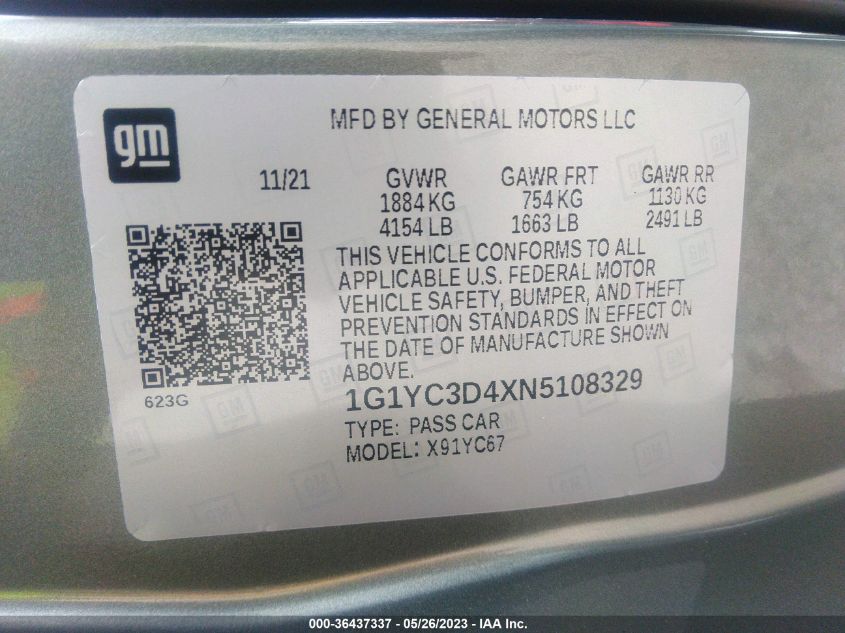 gm
MFD BY GENERAL MOTORS LLC
11/21 GVWR GAWR FRT GAWR RR
1884 KG 754 KG 1130 KG
4154 LB 1663 LB 2491 LB
THIS VEHICLE CONFORMS TO ALL
APPLICABLE U.S. FEDERAL MOTOR
VEHICLE SAFETY, BUMPER, AND THEFT
PREVENTION STANDARDS IN EFFECT ON
THE DATE OF MANUFACTURE SHOWN
ABOVE.
623G
1G1YC3D4XN5108329
TYPE: PASS CAR
MODEL: X91YC67
000-36437337 - 05/26/2023 - IAA Inc.